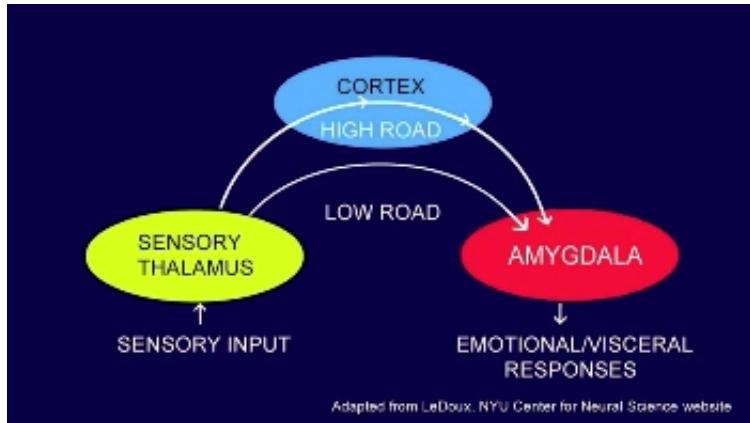 CORTEX
HIGH ROAD
LOW ROAD
SENSORY
THALAMUS
AMYGDALA
SENSORY INPUT
EMOTIONAL/VISCERAL
RESPONSES
Adapted from LeDoux. NYU Center for Neural Science website